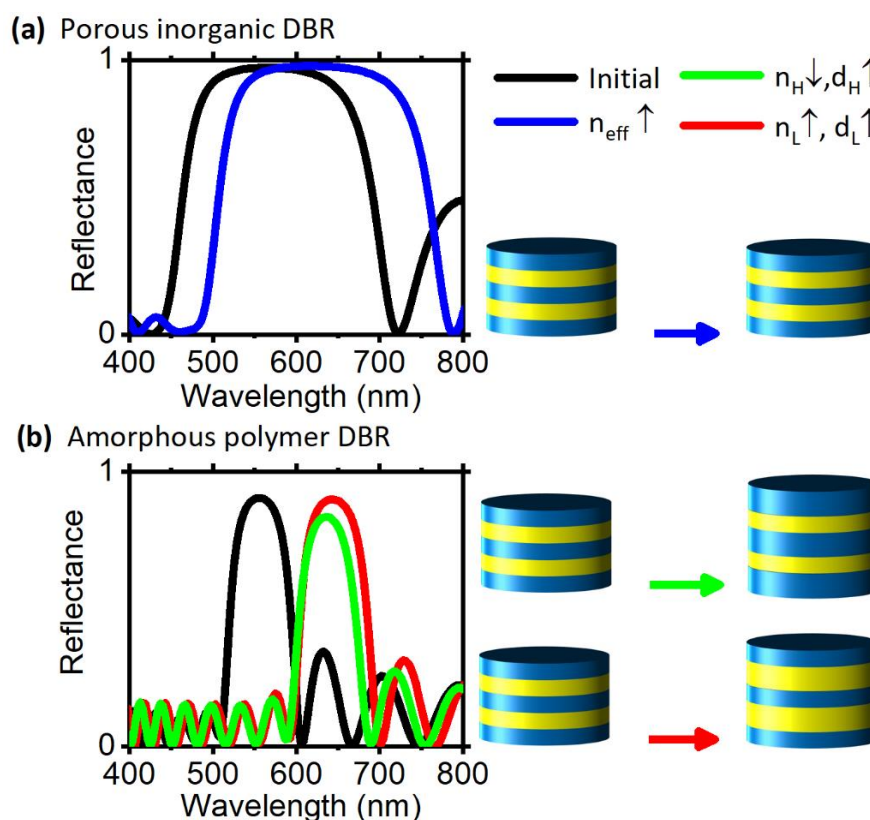 (a) Porous inorganic DBR
1
Reflectance
0
400 500 600 700 800
Wavelength (nm)
Initial
n_eff ↑
n_H↓,d_H↑
n_L↑, d_L↑
(b) Amorphous polymer DBR
1
Reflectance
0
400 500 600 700 800
Wavelength (nm)